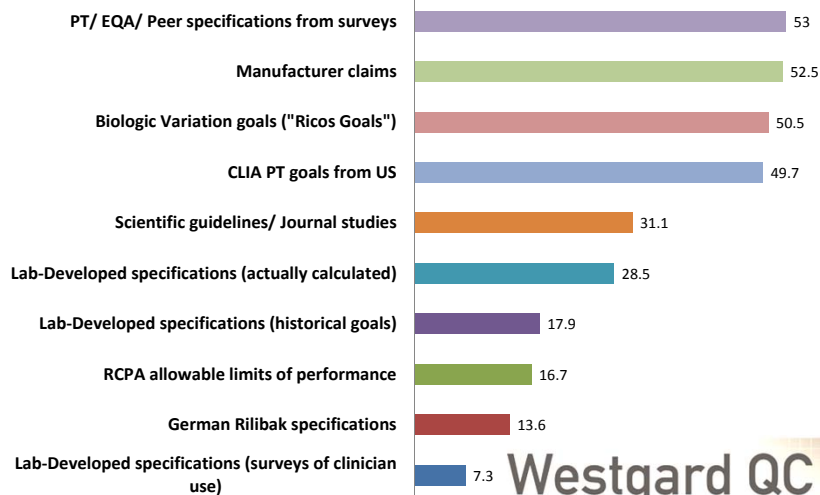 PT/ EQA/ Peer specifications from surveys 53
Manufacturer claims 52.5
Biologic Variation goals ("Ricos Goals") 50.5
CLIA PT goals from US 49.7
Scientific guidelines/ Journal studies 31.1
Lab-Developed specifications (actually calculated) 28.5
Lab-Developed specifications (historical goals) 17.9
RCPA allowable limits of performance 16.7
German Rilibak specifications 13.6
Lab-Developed specifications (surveys of clinician
use) 7.3
Westgard QC